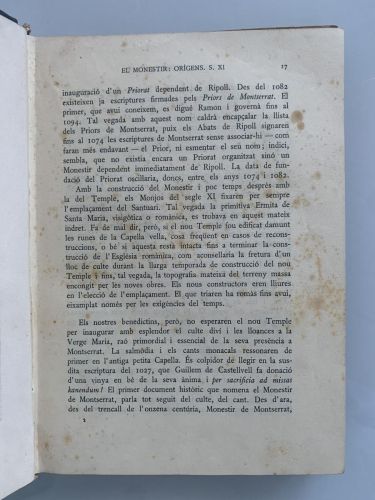 EL MONESTIR: ORÍGENS. S. XI 17
inauguració d'un Priorat dependent de Ripoll. Des del 1082
existeixen ja escriptures firmades pels Priors de Montserrat. El
primer, que ayui coneixem, es digué Ramon i governà fins al
1094. Tal vegada amb aquest nom caldrà encapçalar la llista
dels Priors de Montserrat, puix els Abats de Ripoll signaren
fins al 1074 les escriptures de Montserrat sense associar-hi — com
faran més endavant — el Prior, ni esmentar el seu nom; indici,
sembla, que no existia encara un Priorat organitzat sinó un
Monestir dependent immediatament de Ripoll. La data de fun-
dació del Priorat oscillaria, doncs, entre els anys 1074 i 1082.
Amb la construcció del Monestir i poc temps després amb
la del Temple, els Monjos del segle XI fixaren per sempre
l'emplaçament del Santuari. Tal vegada la primitiva Ermita de
Santa Maria, visigòtica o romànica, es trobava en aquest mateix
indret. Fa de mal dir, però, si el nou Temple fou edificat damunt
les runes de la Capella vella, cosa freqüent en casos de recons-
truccions, o bé si aquesta restà intacta fins a terminar la cons-
trucció de l'Església romànica, com aconsellaria la fretura d'un
lloc de culte durant la llarga temporada de construcció del nou
Temple i fins, tal vegada, la topografia mateixa del terreny massa
encongit per les noves obres. Els nous constructors eren lliures
en l'elecció de l'emplaçament. El que triaren ha romàs fins avui,
eixamplat només per les exigències del temps.
Els nostres benedictins, però, no esperaren el nou Temple
per inaugurar amb esplendor el culte diví i les lloances a la
Verge Maria, raó primordial i essencial de la seva presència a
Montserrat. La salmòdia i els cants monacals ressonaren de
primer en l'antiga petita Capella. És colpidor de llegir en la sus-
dita escriptura del 1027, que Guillem de Castellvell fa donació
d'una vinya en bé de la seva ànima i per sacrificia ad missas
kanendum! El primer document històric que nomena el Monestir
de Montserrat, parla tot seguit del culte, del cant. Des d'ara,
des del trencall de l'onzena centúria, Monestir de Montserrat,
2